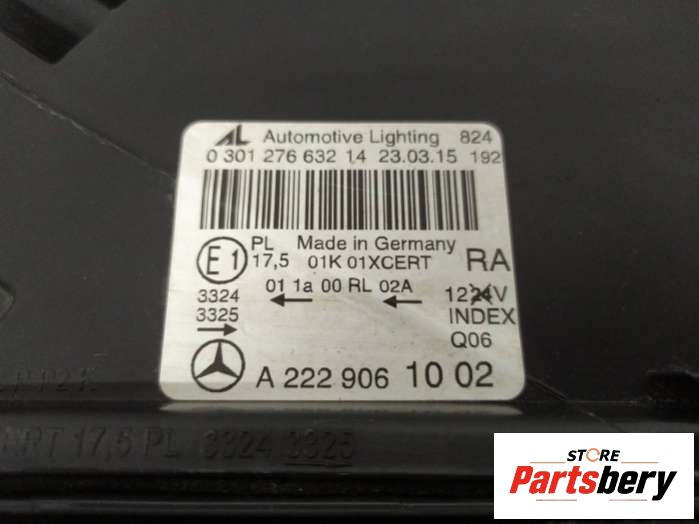 AL Automotive Lighting 824
0 301 276 632 14 23.03.15 192
E1 PL 17,5 Made in Germany
01K 01XCERT RA
01 1a 00 RL 02A
3324
3325
1224V
INDEX
Q06
A 222 906 10 02
ERT 17,5 PL 3324 3325
STORE
Partsbery